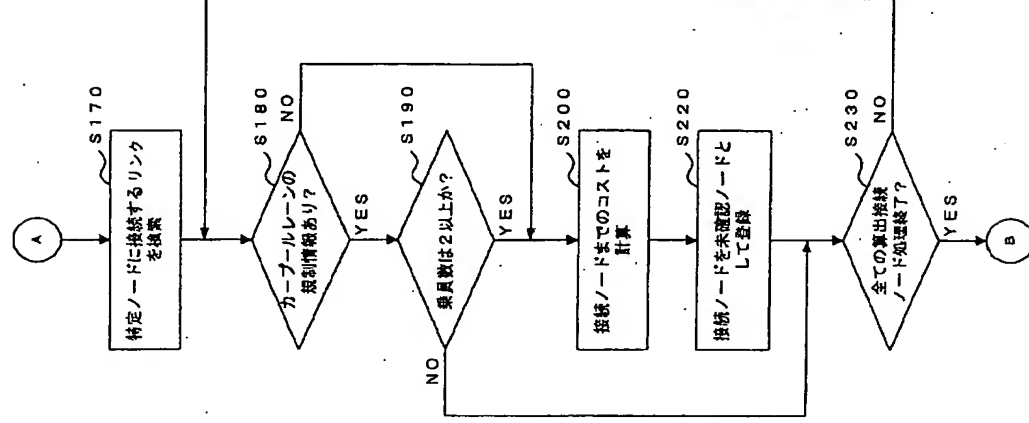 A
S170
特定ノードに接続するリンク
を検索
S180
カープールレーンの
規制情報あり?
NO
YES
S190
乗員数は2以上か?
NO
YES
S200
接続ノードまでのコストを
計算
S220
接続ノードを未確認ノードと
して登録
S230
全ての算出接続
ノード処理終了?
NO
YES
B